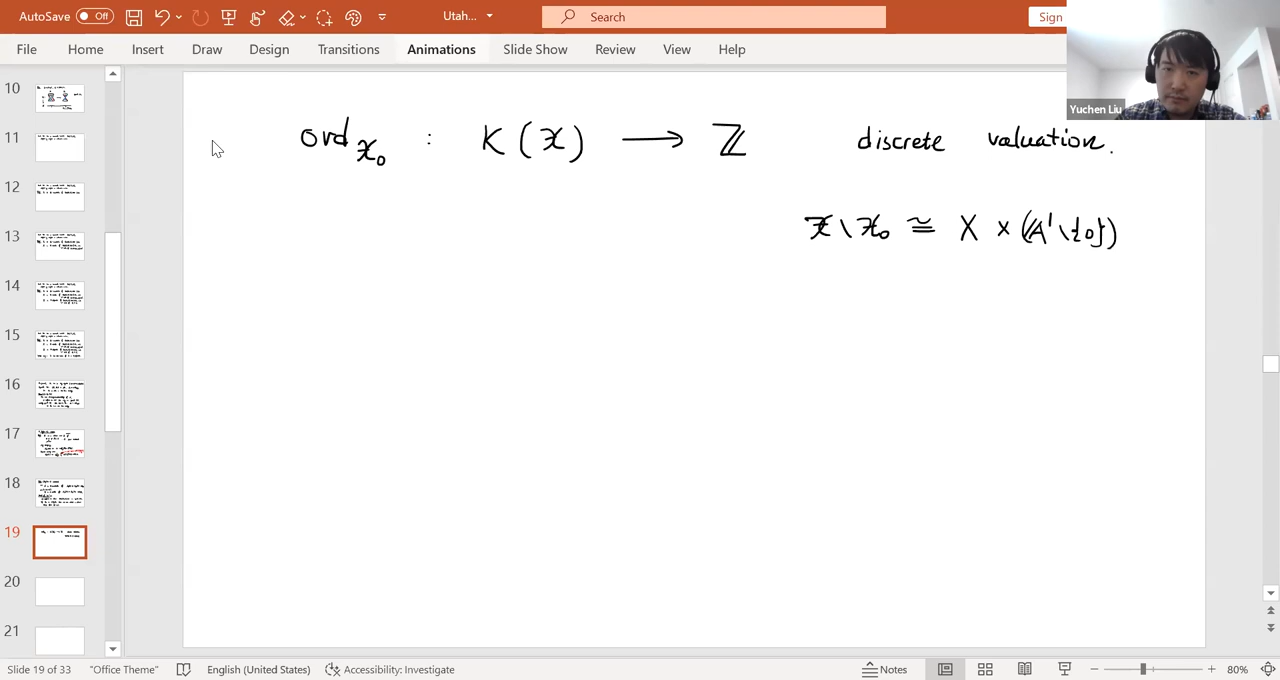 AutoSave Off Utah... Search Sign
File Home Insert Draw Design Transitions Animations Slide Show Review View Help
Yuchen Liu
10
11
12
13
14
15
16
17
18
19
20
21
ord_{𝒳₀} : K(𝒳) ⟶ ℤ discrete valuation.
𝒳 \ 𝒳₀ ≅ X × (𝔸¹ \ {0})
Slide 19 of 33 "Office Theme" English (United States) Accessibility: Investigate Notes 80%